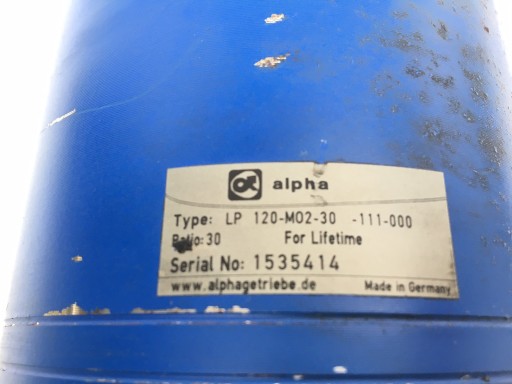 alpha
Type: LP 120-MO2-30 -111-000
Ratio: 30 For Lifetime
Serial No: 1535414
www.alphagetriebe.de Made in Germany